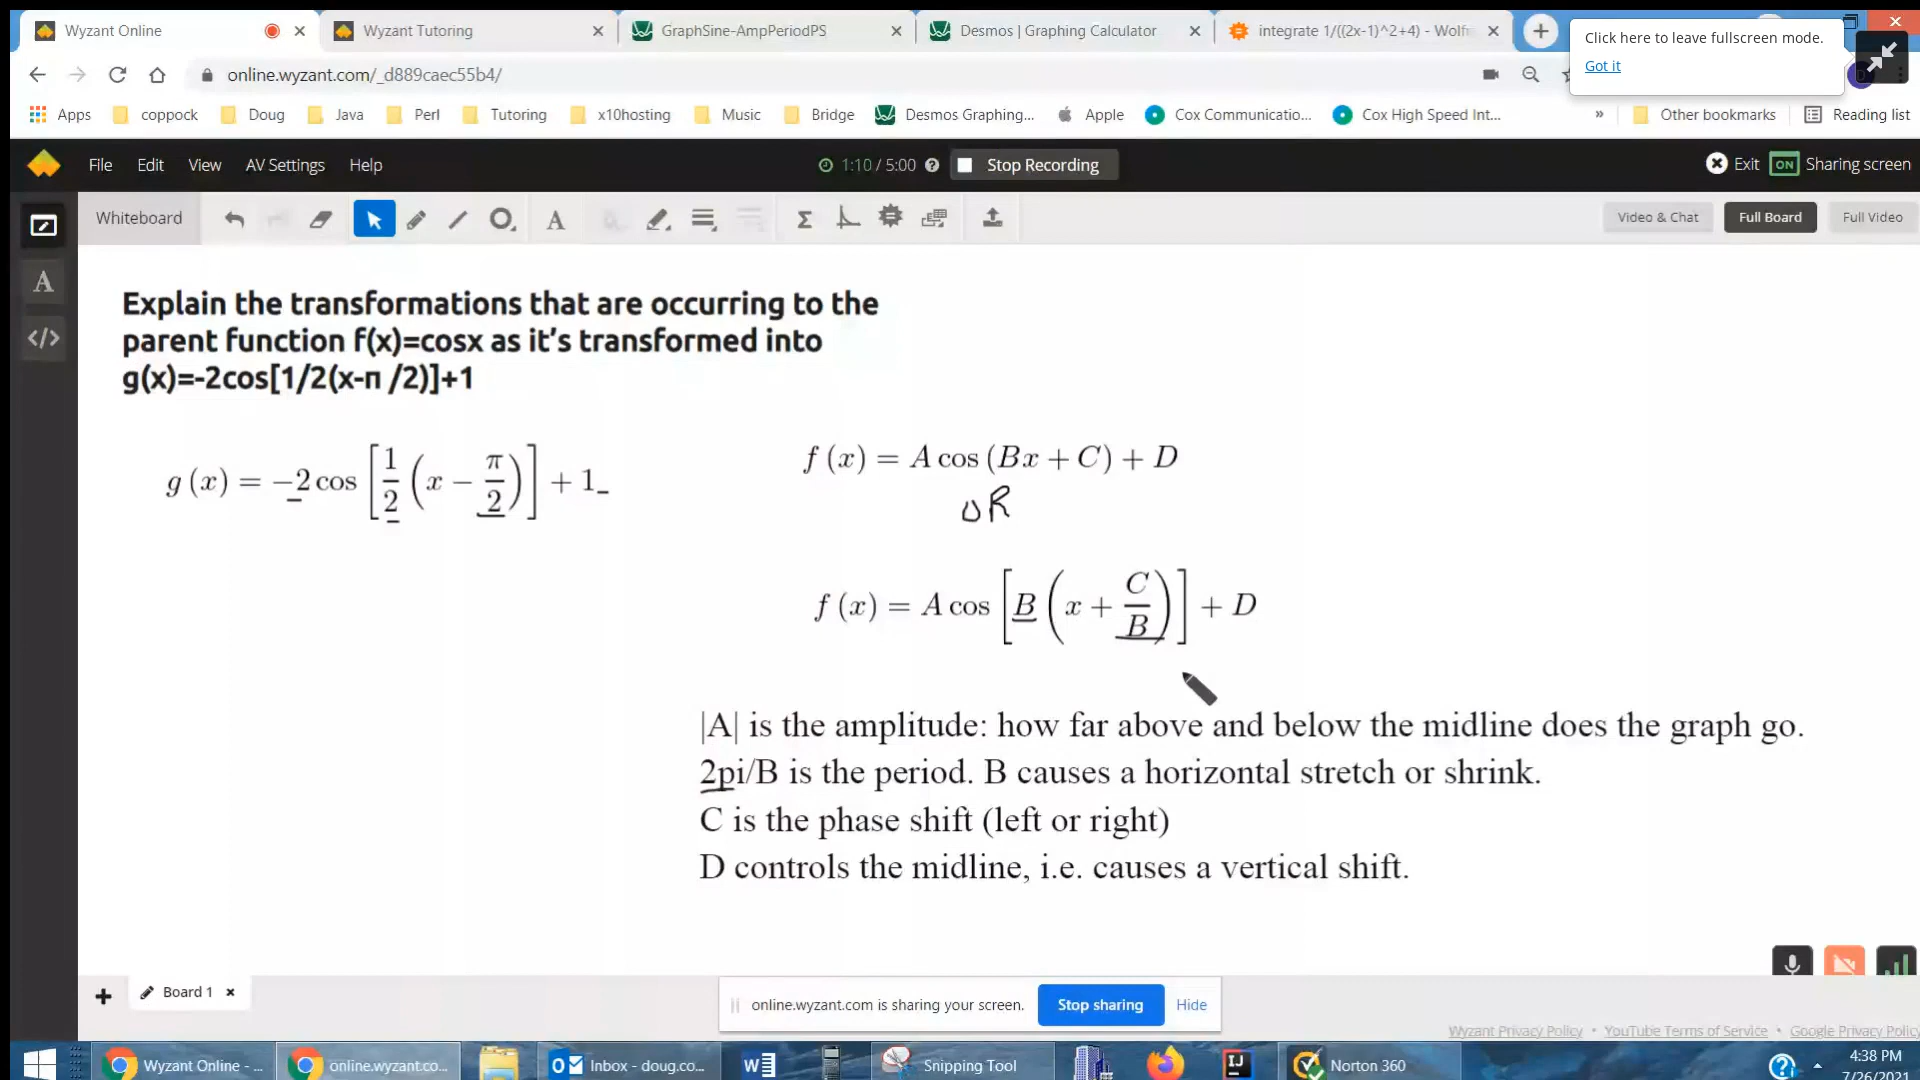 Wyzant Online
Wyzant Tutoring
GraphSine-AmpPeriodPS
Desmos | Graphing Calculator
integrate 1/((2x-1)^2+4) - Wolfr
Click here to leave fullscreen mode.
Got it
online.wyzant.com/_d889caec55b4/
Apps
coppock
Doug
Java
Perl
Tutoring
x10hosting
Music
Bridge
Desmos Graphing...
Apple
Cox Communicatio...
Cox High Speed Int...
»
Other bookmarks
Reading list
File Edit View AV Settings Help
1:10 / 5:00
Stop Recording
Exit
ON
Sharing screen
Whiteboard
Video & Chat
Full Board
Full Video
Explain the transformations that are occurring to the
parent function f(x)=cosx as it's transformed into
g(x)=-2cos[1/2(x-π /2)]+1
g (x) = −2 cos [1/2 (x − π/2)] + 1
f (x) = A cos (Bx + C) + D
OR
f (x) = A cos [B (x + C/B)] + D
|A| is the amplitude: how far above and below the midline does the graph go.
2pi/B is the period. B causes a horizontal stretch or shrink.
C is the phase shift (left or right)
D controls the midline, i.e. causes a vertical shift.
Board 1
online.wyzant.com is sharing your screen.
Stop sharing
Hide
Wyzant Privacy Policy • YouTube Terms of Service • Google Privacy Policy
Wyzant Online - ...
online.wyzant.co...
Inbox - doug.co...
Snipping Tool
Norton 360
4:38 PM
7/26/2021